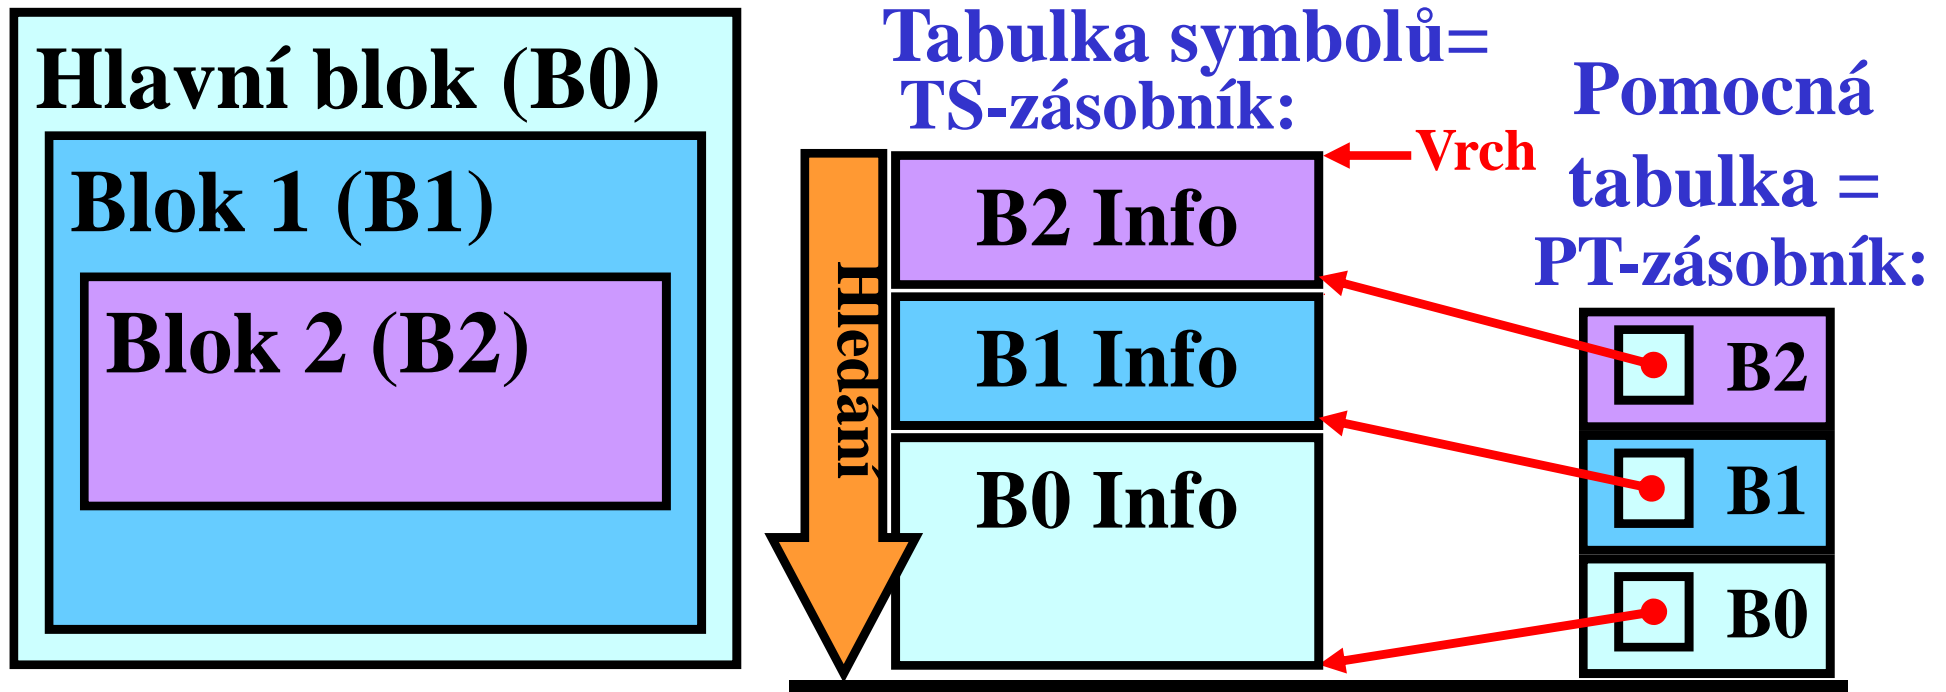 Hlavní blok (B0)
Blok 1 (B1)
Blok 2 (B2)
Tabulka symbolů=
TS-zásobník:
Vrch
Hledání
B2 Info
B1 Info
B0 Info
Pomocná
tabulka =
PT-zásobník:
B2
B1
B0